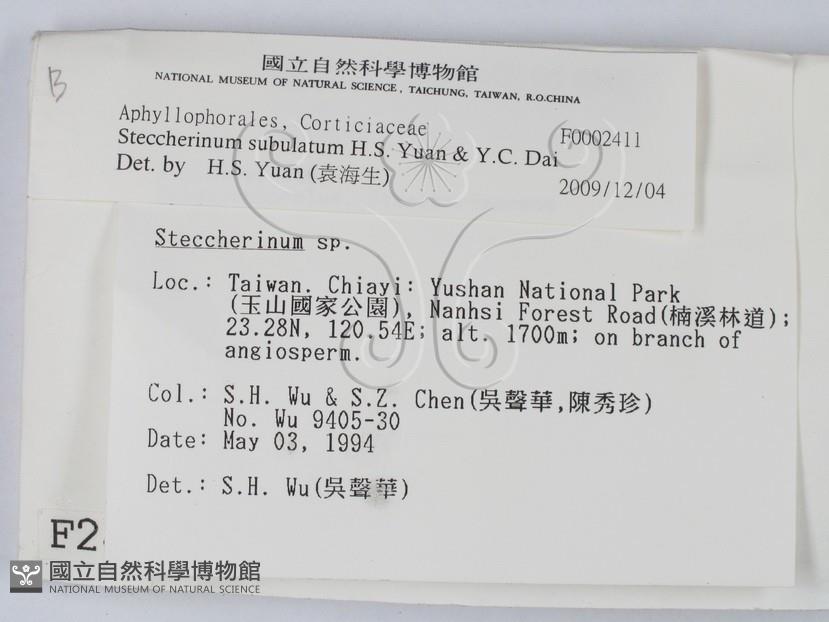 B
國立自然科學博物館
NATIONAL MUSEUM OF NATURAL SCIENCE, TAICHUNG, TAIWAN, R.O.CHINA
Aphyllophorales, Corticiaceae F0002411
Steccherinum subulatum H.S. Yuan & Y.C. Dai
Det. by H.S. Yuan (袁海生) 2009/12/04
Steccherinum sp.
Loc.: Taiwan. Chiayi: Yushan National Park
(玉山國家公園), Nanhsi Forest Road(楠溪林道);
23.28N, 120.54E; alt. 1700m; on branch of
angiosperm.
Col.: S.H. Wu & S.Z. Chen(吳聲華,陳秀珍)
No. Wu 9405-30
Date: May 03, 1994
Det.: S.H. Wu(吳聲華)
F2
國立自然科學博物館
NATIONAL MUSEUM OF NATURAL SCIENCE